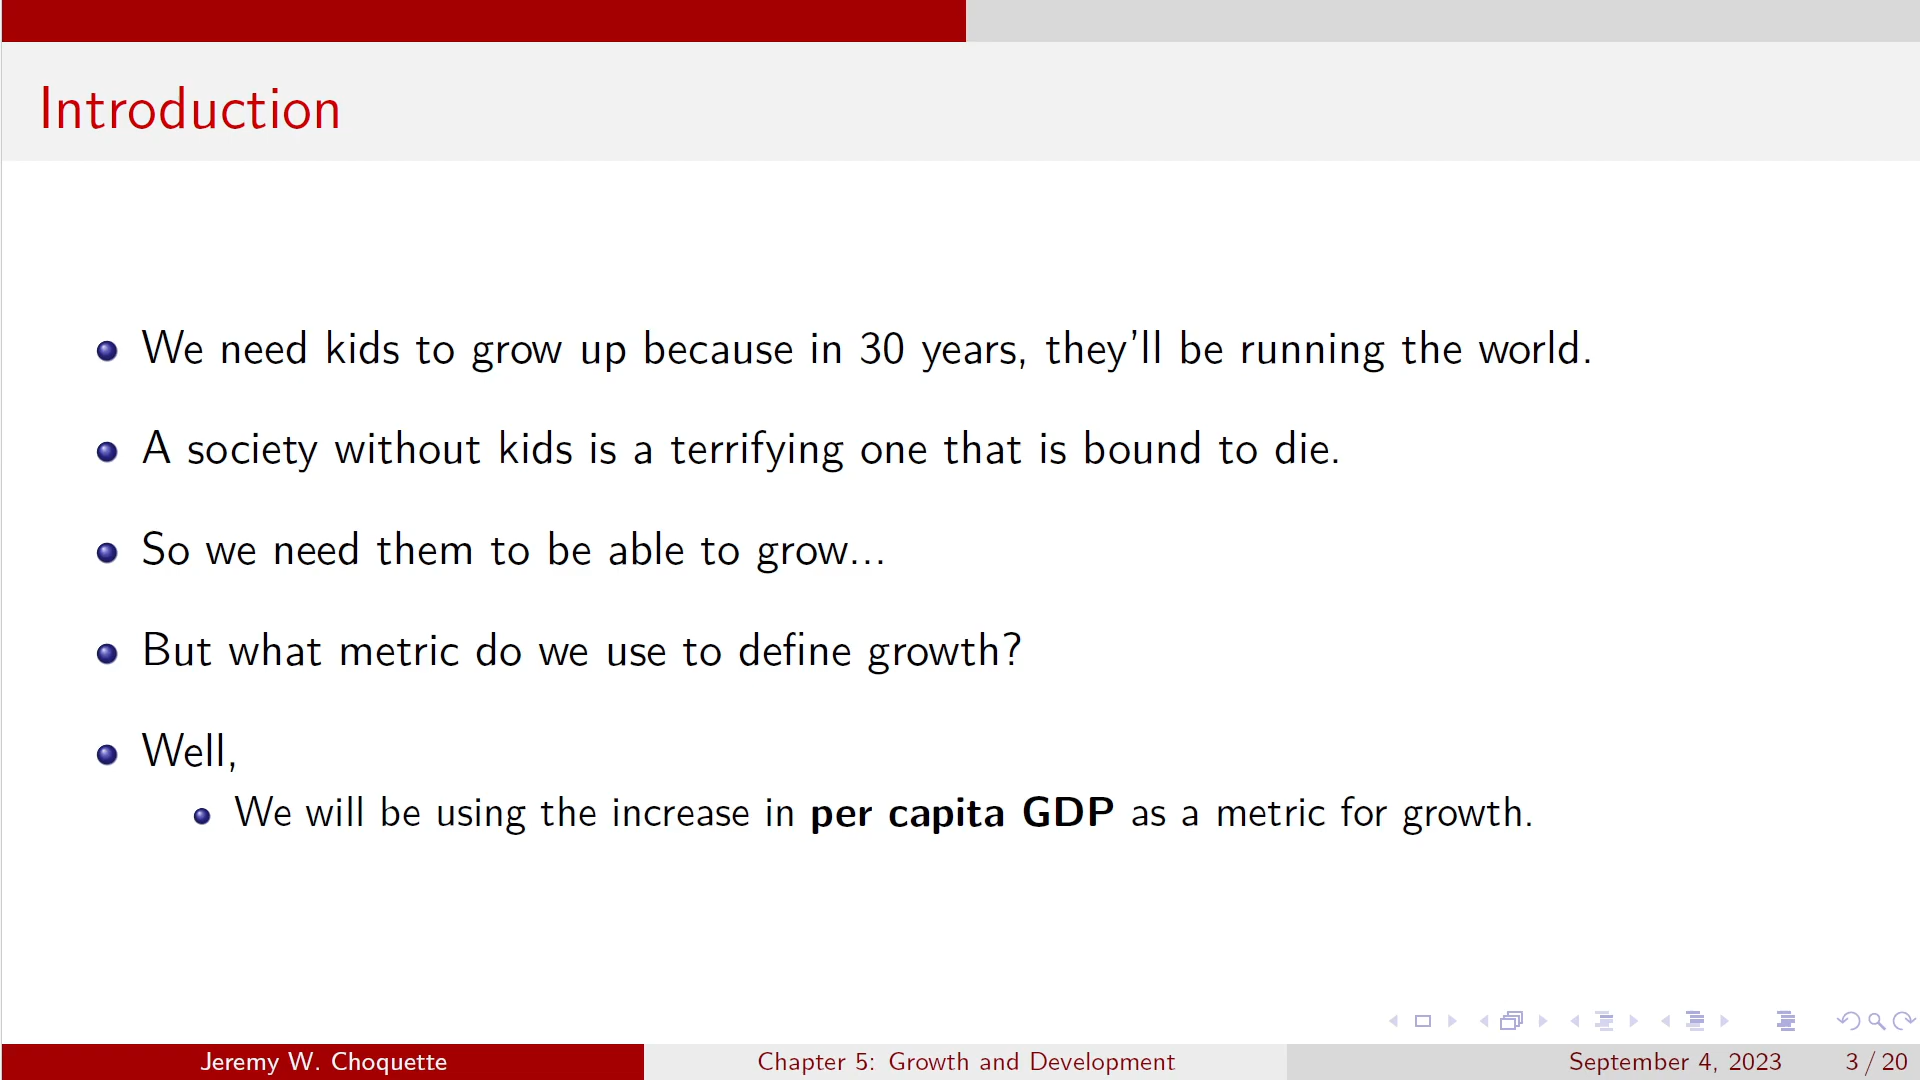 Introduction
We need kids to grow up because in 30 years, they'll be running the world.
A society without kids is a terrifying one that is bound to die.
So we need them to be able to grow...
But what metric do we use to define growth?
Well,
We will be using the increase in per capita GDP as a metric for growth.
Jeremy W. Choquette
Chapter 5: Growth and Development
September 4, 2023
3 / 20